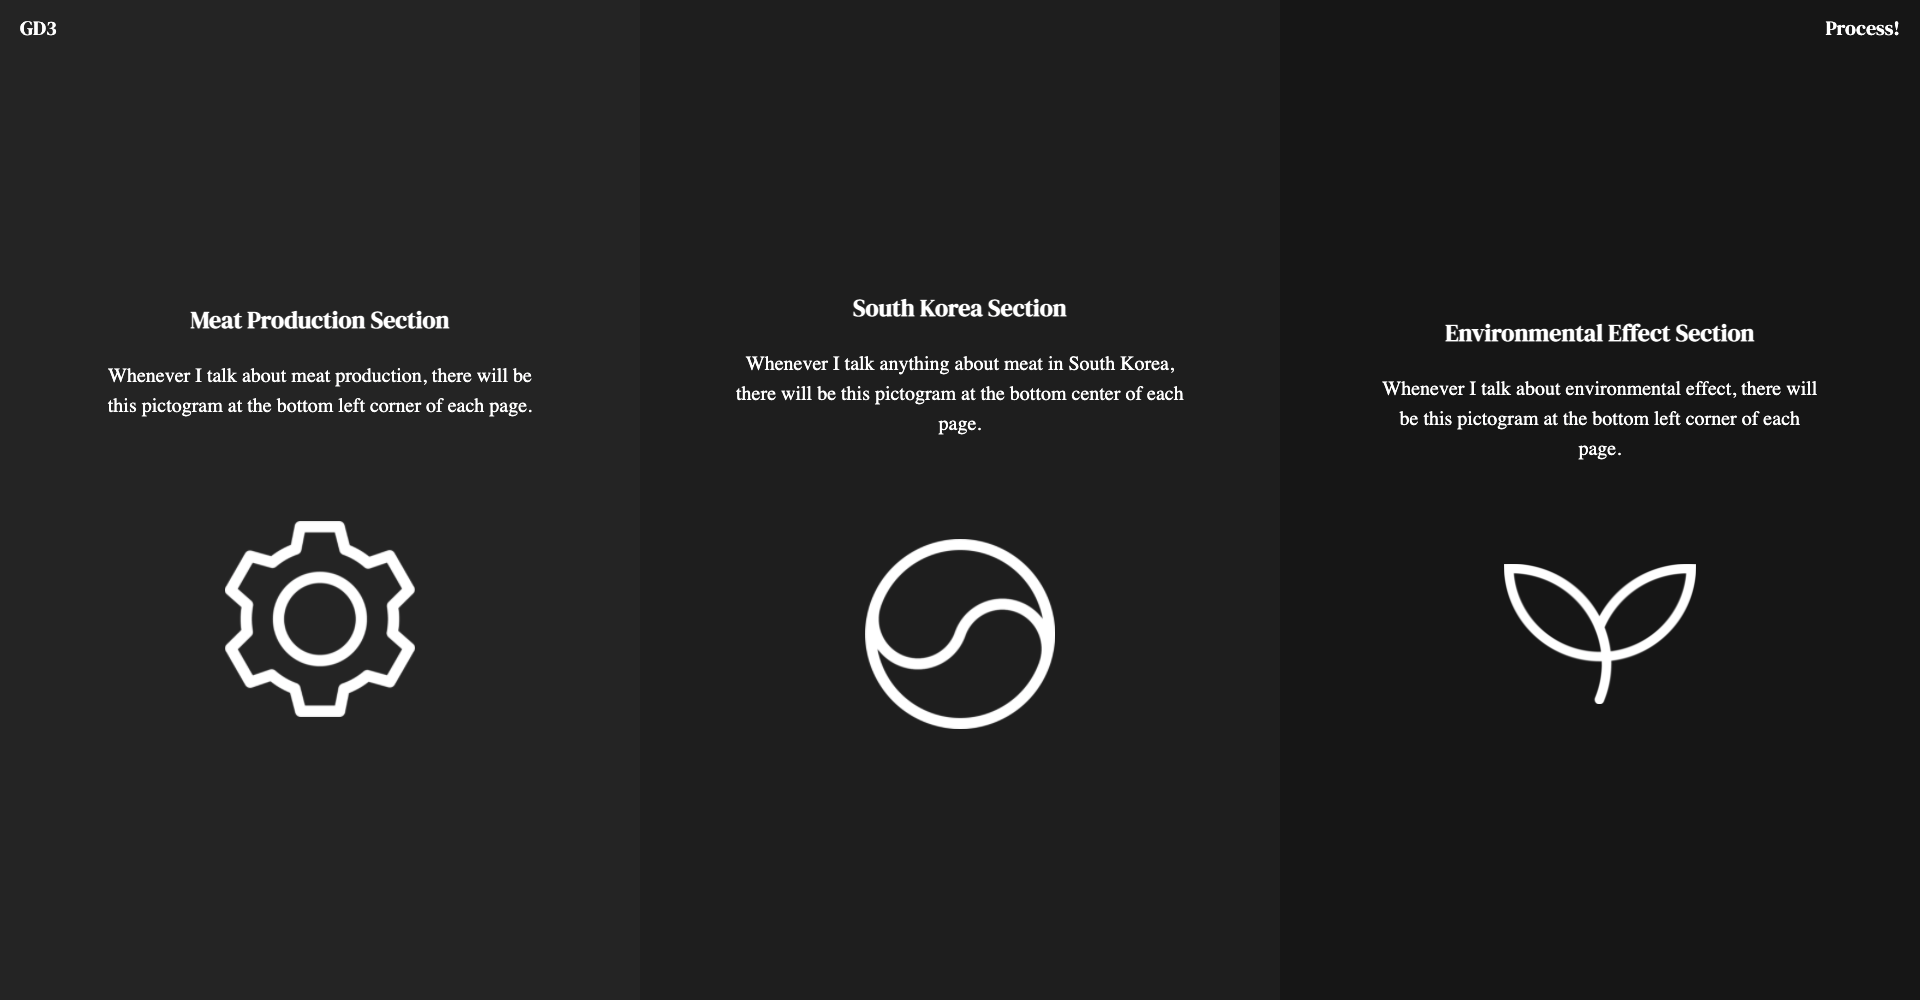 GD3
Process!
Meat Production Section
Whenever I talk about meat production, there will be
this pictogram at the bottom left corner of each page.
South Korea Section
Whenever I talk anything about meat in South Korea,
there will be this pictogram at the bottom center of each
page.
Environmental Effect Section
Whenever I talk about environmental effect, there will
be this pictogram at the bottom left corner of each
page.